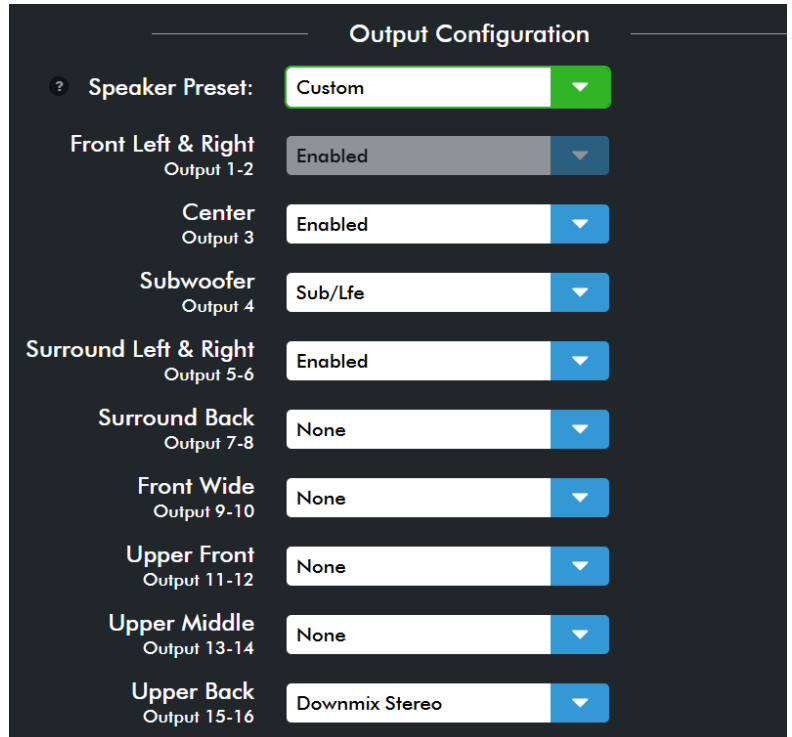 Output Configuration
? Speaker Preset: Custom
Front Left & Right Enabled
Output 1-2
Center Enabled
Output 3
Subwoofer Sub/Lfe
Output 4
Surround Left & Right Enabled
Output 5-6
Surround Back None
Output 7-8
Front Wide None
Output 9-10
Upper Front None
Output 11-12
Upper Middle None
Output 13-14
Upper Back Downmix Stereo
Output 15-16